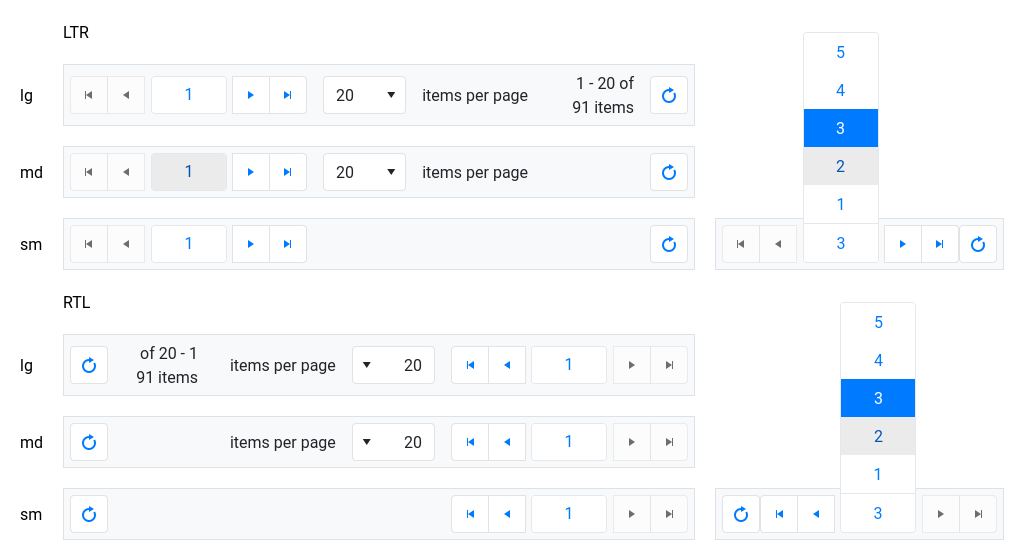 LTR
lg
1
20
items per page
1 - 20 of
91 items
md
1
20
items per page
sm
1
5
4
3
2
1
3
RTL
lg
of 20 - 1
91 items
items per page
20
1
md
items per page
20
1
sm
1
5
4
3
2
1
3